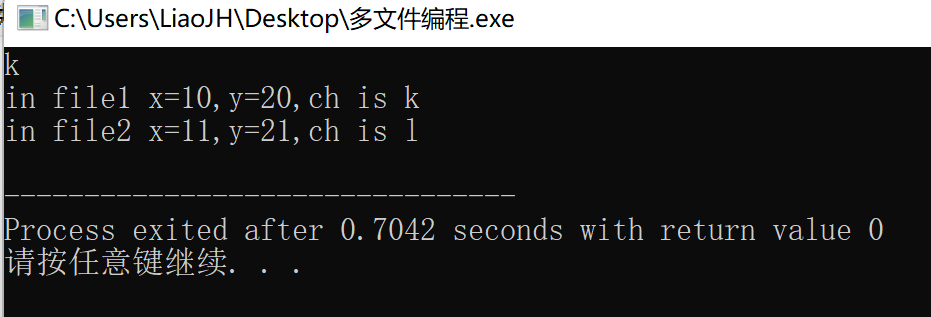 C:\Users\LiaoJH\Desktop\多文件编程.exe
k
in file1 x=10,y=20,ch is k
in file2 x=11,y=21,ch is l
--------------------------------
Process exited after 0.7042 seconds with return value 0
请按任意键继续. . .